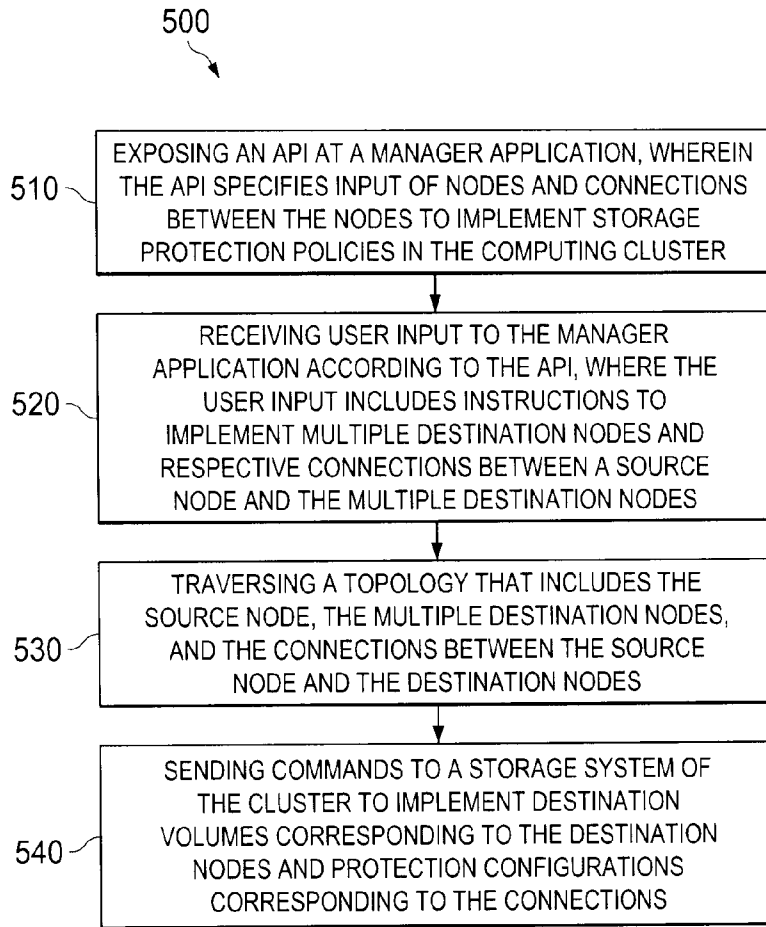 500
510
EXPOSING AN API AT A MANAGER APPLICATION, WHEREIN
THE API SPECIFIES INPUT OF NODES AND CONNECTIONS
BETWEEN THE NODES TO IMPLEMENT STORAGE
PROTECTION POLICIES IN THE COMPUTING CLUSTER
520
RECEIVING USER INPUT TO THE MANAGER
APPLICATION ACCORDING TO THE API, WHERE THE
USER INPUT INCLUDES INSTRUCTIONS TO
IMPLEMENT MULTIPLE DESTINATION NODES AND
RESPECTIVE CONNECTIONS BETWEEN A SOURCE
NODE AND THE MULTIPLE DESTINATION NODES
530
TRAVERSING A TOPOLOGY THAT INCLUDES THE
SOURCE NODE, THE MULTIPLE DESTINATION NODES,
AND THE CONNECTIONS BETWEEN THE SOURCE
NODE AND THE DESTINATION NODES
540
SENDING COMMANDS TO A STORAGE SYSTEM OF
THE CLUSTER TO IMPLEMENT DESTINATION
VOLUMES CORRESPONDING TO THE DESTINATION
NODES AND PROTECTION CONFIGURATIONS
CORRESPONDING TO THE CONNECTIONS